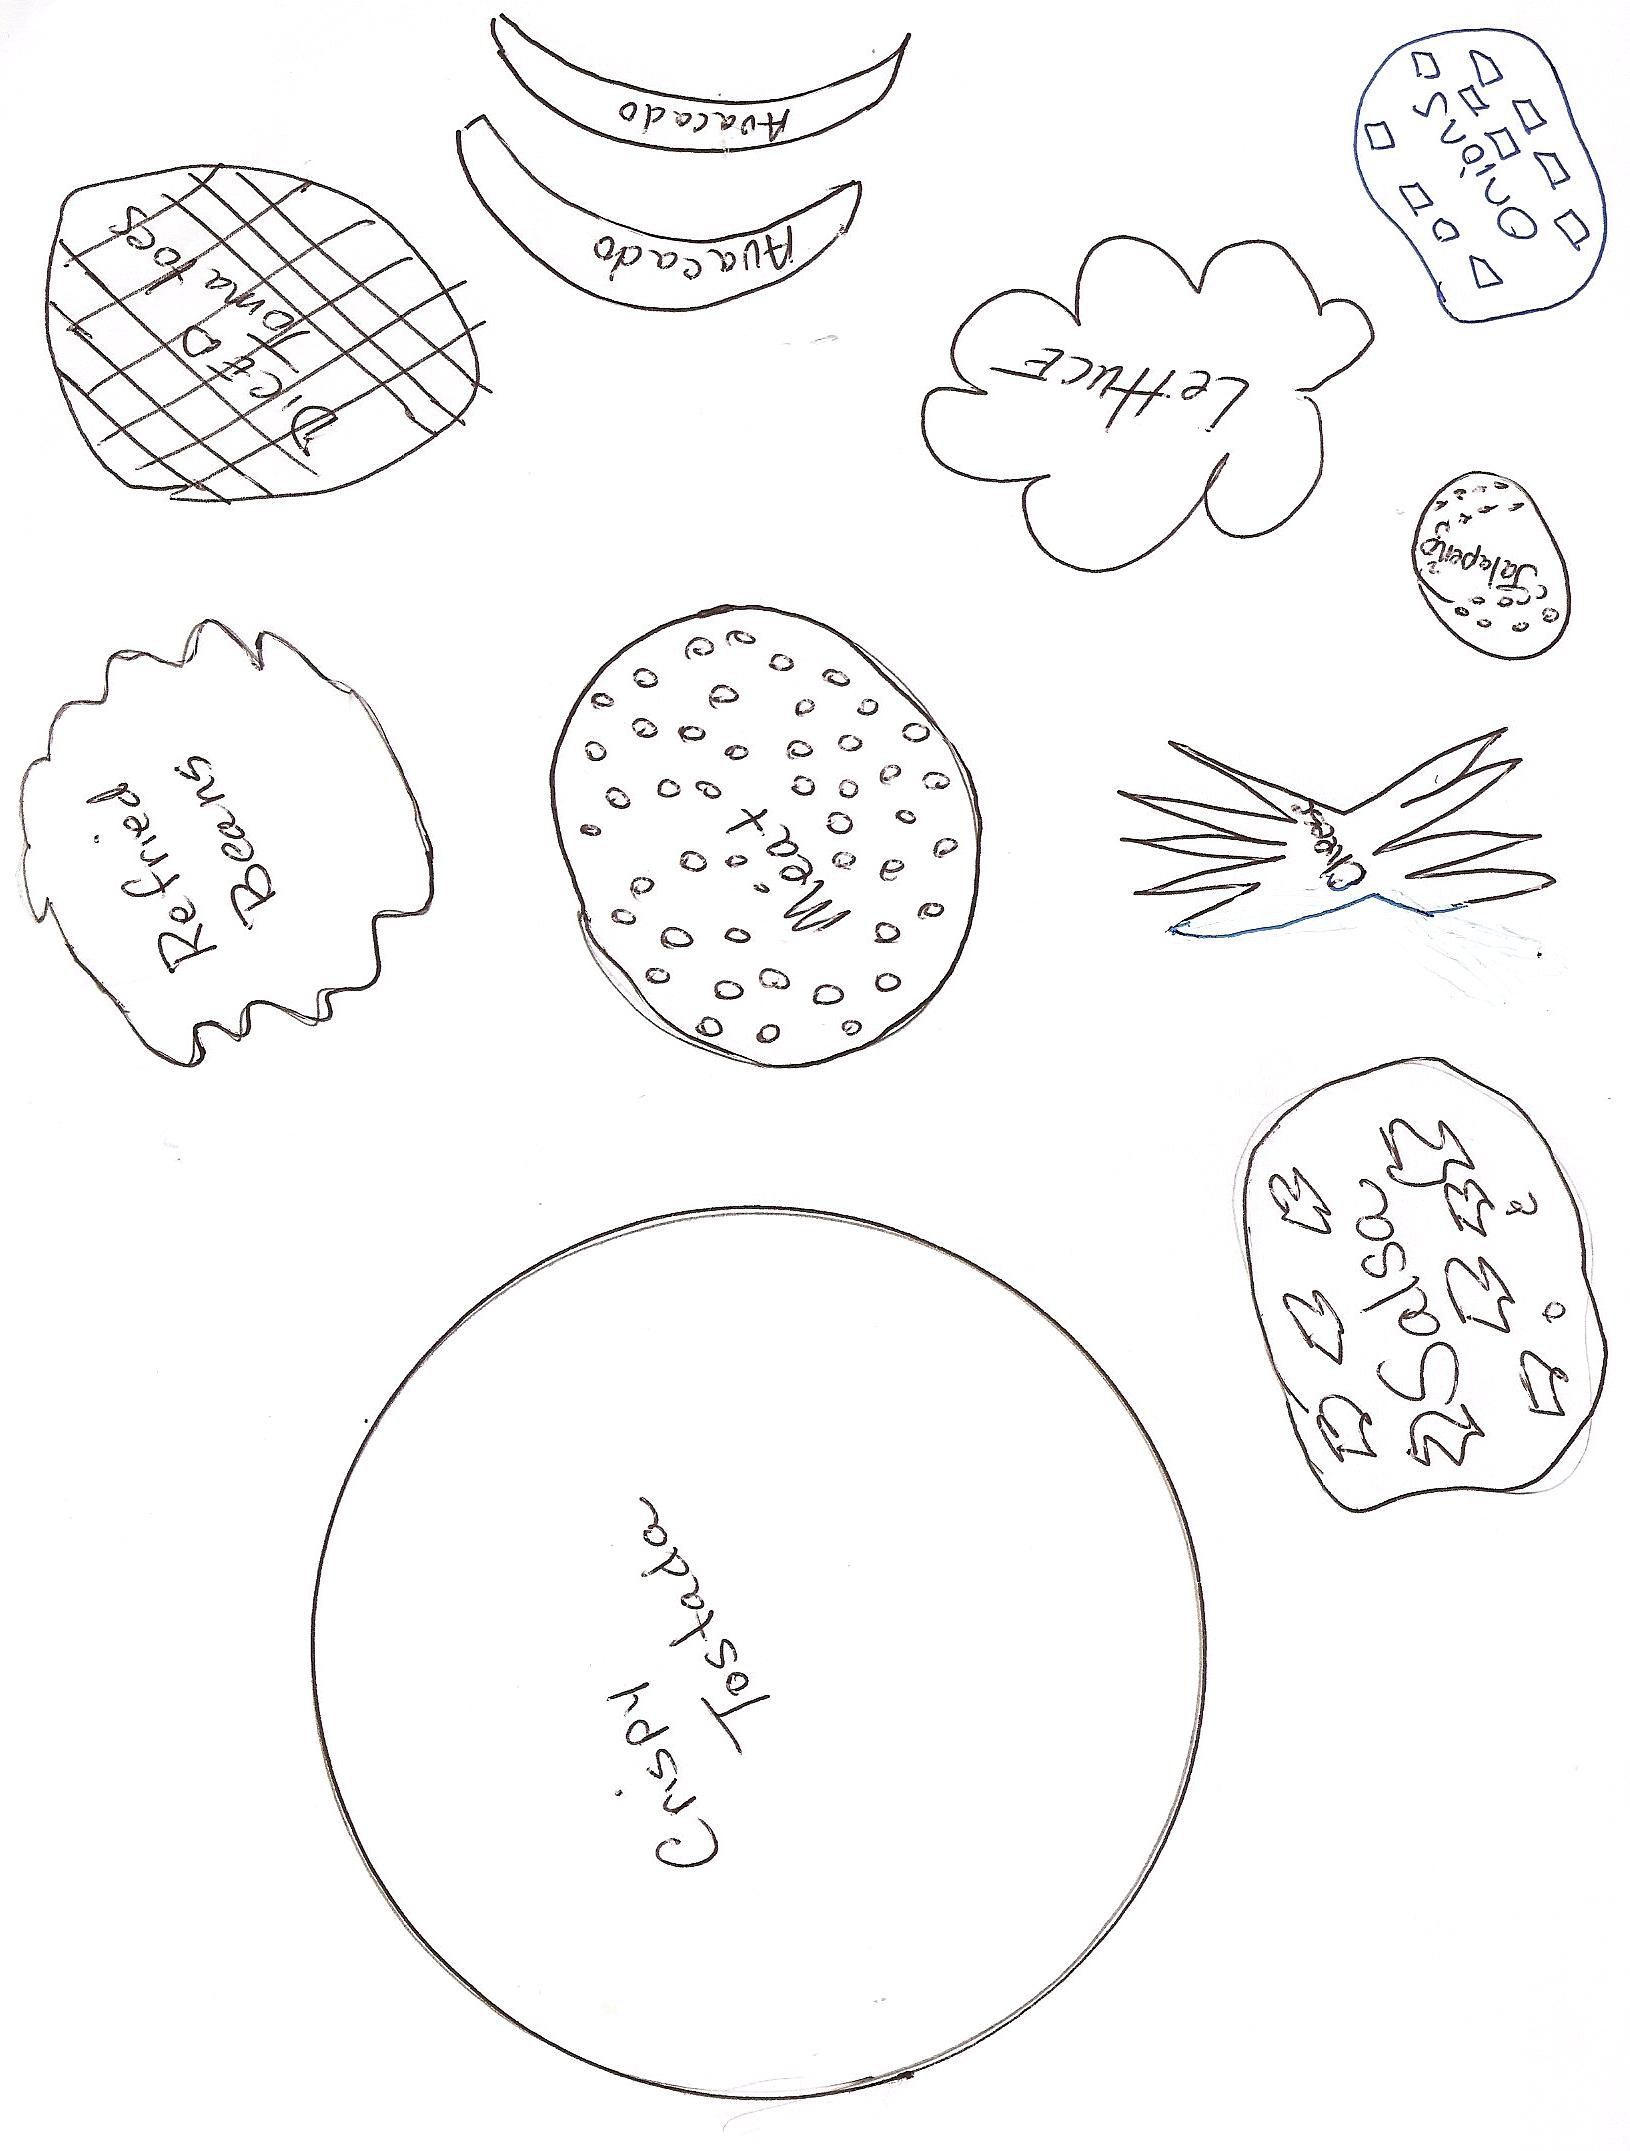 Avacado
Avacado
Onions
Diced
Tomatoes
Lettuce
Jalapeño
Refried
Beans
Meat
Cheese
Salsa
Crispy
Tostada